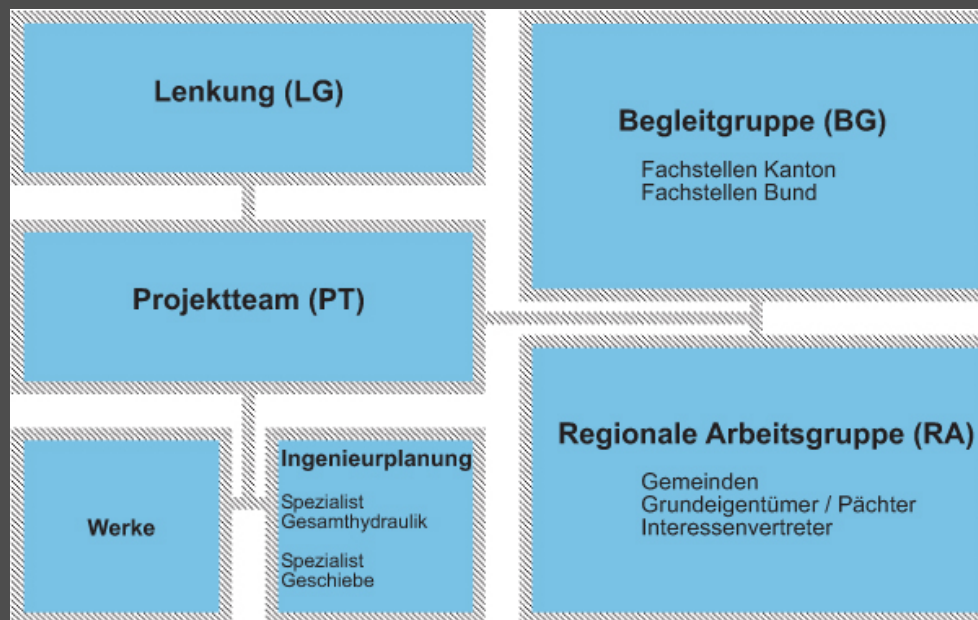 Lenkung (LG)
Projektteam (PT)
Werke
Ingenieurplanung
Spezialist
Gesamthydraulik
Spezialist
Geschiebe
Begleitgruppe (BG)
Fachstellen Kanton
Fachstellen Bund
Regionale Arbeitsgruppe (RA)
Gemeinden
Grundeigentümer / Pächter
Interessenvertreter